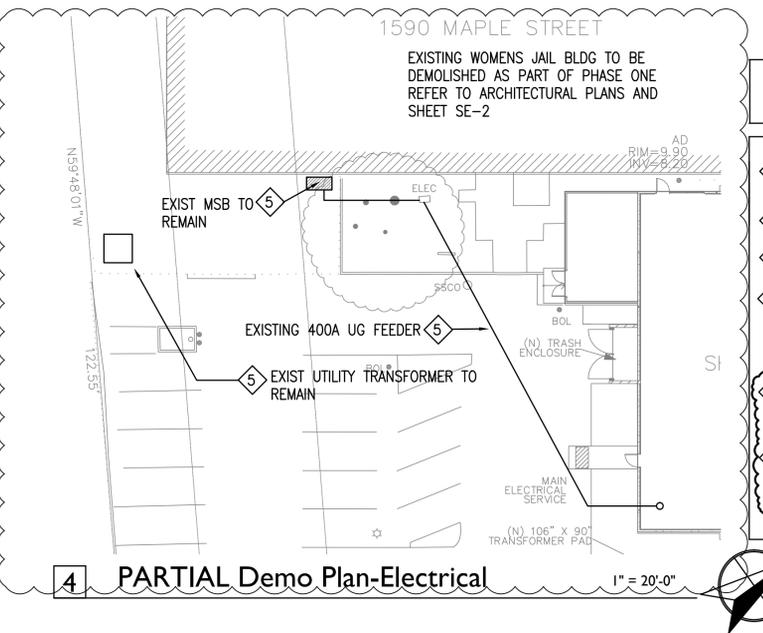 1590 MAPLE STREET
EXISTING WOMENS JAIL BLDG TO BE
DEMOLISHED AS PART OF PHASE ONE
REFER TO ARCHITECTURAL PLANS AND
SHEET SE-2
AD
RIM=9.90
INV=8.20
N59°48'01"W
ELEC
EXIST MSB TO
REMAIN
5
SSCO
EXISTING 400A UG FEEDER
5
BOL
(N) TRASH
ENCLOSURE
122.55'
BOL
5
EXIST UTILITY TRANSFORMER TO
REMAIN
MAIN
ELECTRICAL
SERVICE
(N) 106" X 90"
TRANSFORMER PAD
4
PARTIAL Demo Plan-Electrical
1" = 20'-0"